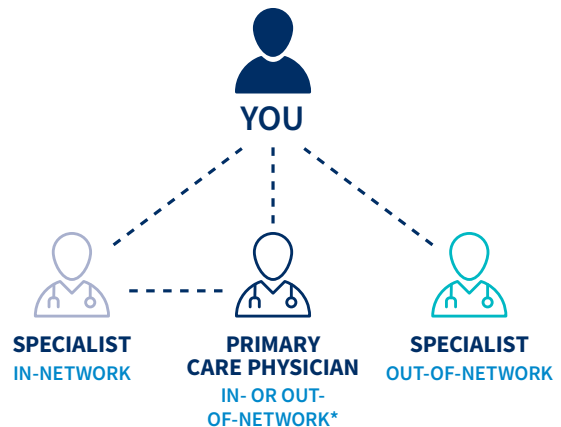 YOU
SPECIALIST
IN-NETWORK
PRIMARY
CARE PHYSICIAN
IN- OR OUT-
OF-NETWORK*
SPECIALIST
OUT-OF-NETWORK